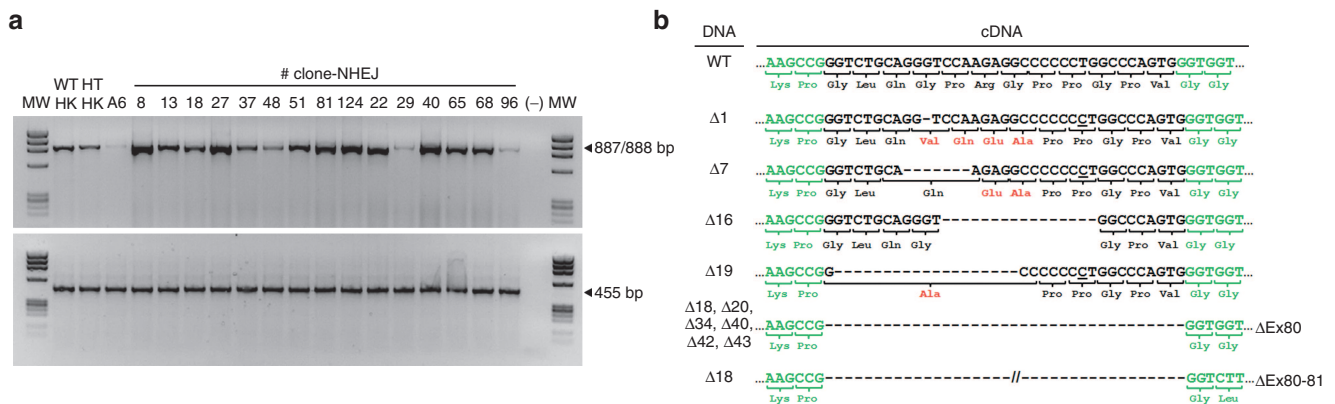 a
# clone-NHEJ
WT HT
MW HK HK A6 8 13 18 27 37 48 51 81 124 22 29 40 65 68 96 (–) MW
887/888 bp
455 bp
b
DNA cDNA
WT ...AAGCCGGGTCTGCAGGGTCCAAGAGGCCCCCCTGGCCCAGTGGGTGGT...
Lys Pro Gly Leu Gln Gly Pro Arg Gly Pro Pro Gly Pro Val Gly Gly
Δ1 ...AAGCCGGGTCTGCAGG-TCCAAGAGGCCCCCCTGGCCCAGTGGGTGGT...
Lys Pro Gly Leu Gln Val Gln Glu Ala Pro Pro Gly Pro Val Gly Gly
Δ7 ...AAGCCGGGTCTGCA-------AGAGGCCCCCCTGGCCCAGTGGGTGGT...
Lys Pro Gly Leu Gln Glu Ala Pro Pro Gly Pro Val Gly Gly
Δ16 ...AAGCCGGGTCTGCAGGGT---------------GGCCCAGTGGGTGGT...
Lys Pro Gly Leu Gln Gly Gly Pro Val Gly Gly
Δ19 ...AAGCCGG-------------------CCCCCCTGGCCCAGTGGGTGGT...
Lys Pro Ala Pro Pro Gly Pro Val Gly Gly
Δ18, Δ20,
Δ34, Δ40,
Δ42, Δ43
...AAGCCG------------------------------------GGTGGT... ΔEx80
Lys Pro Gly Gly
Δ18 ...AAGCCG-------------------//-----------------GGTCTT... ΔEx80-81
Lys Pro Gly Leu